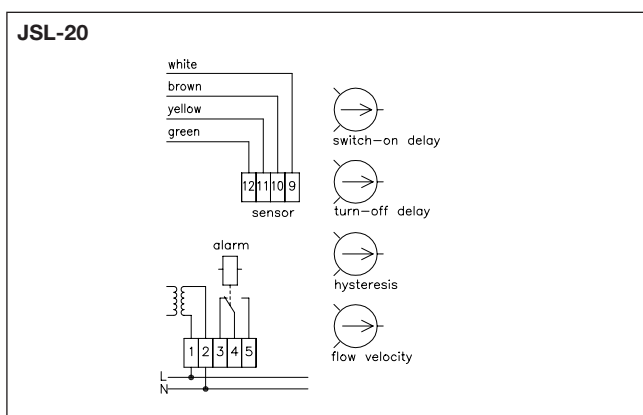 JSL-20
white
brown
yellow
green
12 11 10 9
sensor
switch-on delay
turn-off delay
hysteresis
flow velocity
alarm
1 2 3 4 5
L
N